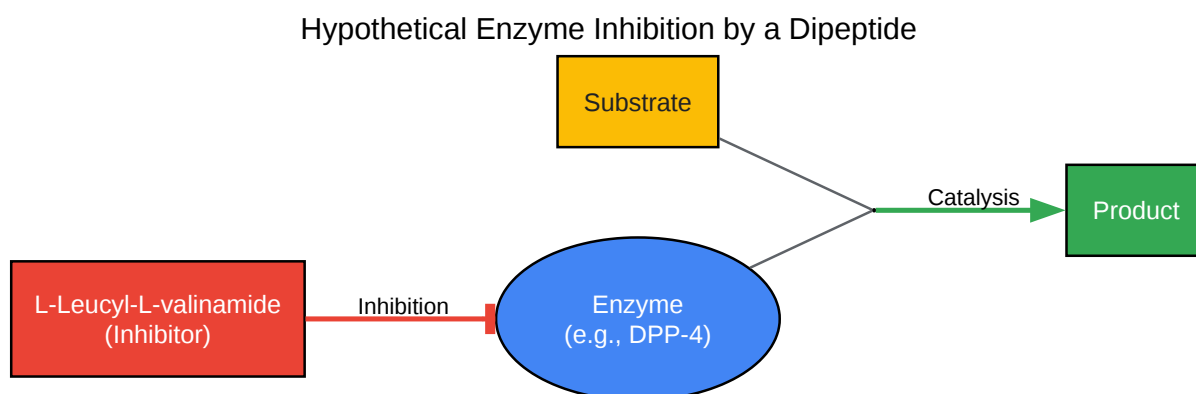 Hypothetical Enzyme Inhibition by a Dipeptide
Substrate
Catalysis
Product
L-Leucyl-L-valinamide
(Inhibitor)
Inhibition
Enzyme
(e.g., DPP-4)